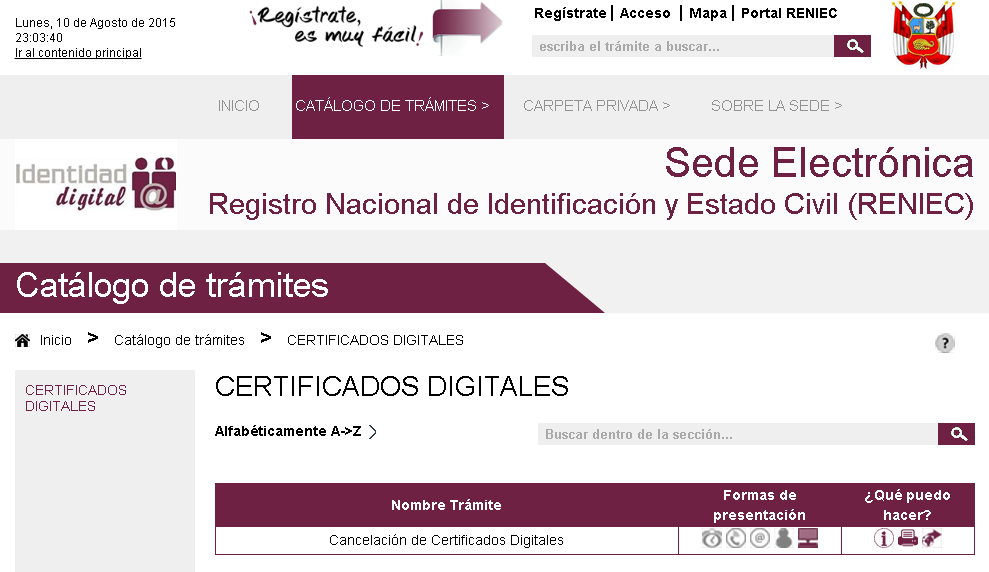 Lunes, 10 de Agosto de 2015
23:03:40
Ir al contenido principal
¡Regístrate,
es muy fácil!
Regístrate | Acceso | Mapa | Portal RENIEC
escriba el trámite a buscar...
INICIO
CATÁLOGO DE TRÁMITES >
CARPETA PRIVADA >
SOBRE LA SEDE >
Identidad
digital @
Sede Electrónica
Registro Nacional de Identificación y Estado Civil (RENIEC)
Catálogo de trámites
Inicio > Catálogo de trámites > CERTIFICADOS DIGITALES
?
CERTIFICADOS
DIGITALES
CERTIFICADOS DIGITALES
Alfabéticamente A->Z >
Buscar dentro de la sección...
Nombre Trámite
Formas de
presentación
¿Qué puedo
hacer?
Cancelación de Certificados Digitales
@
i